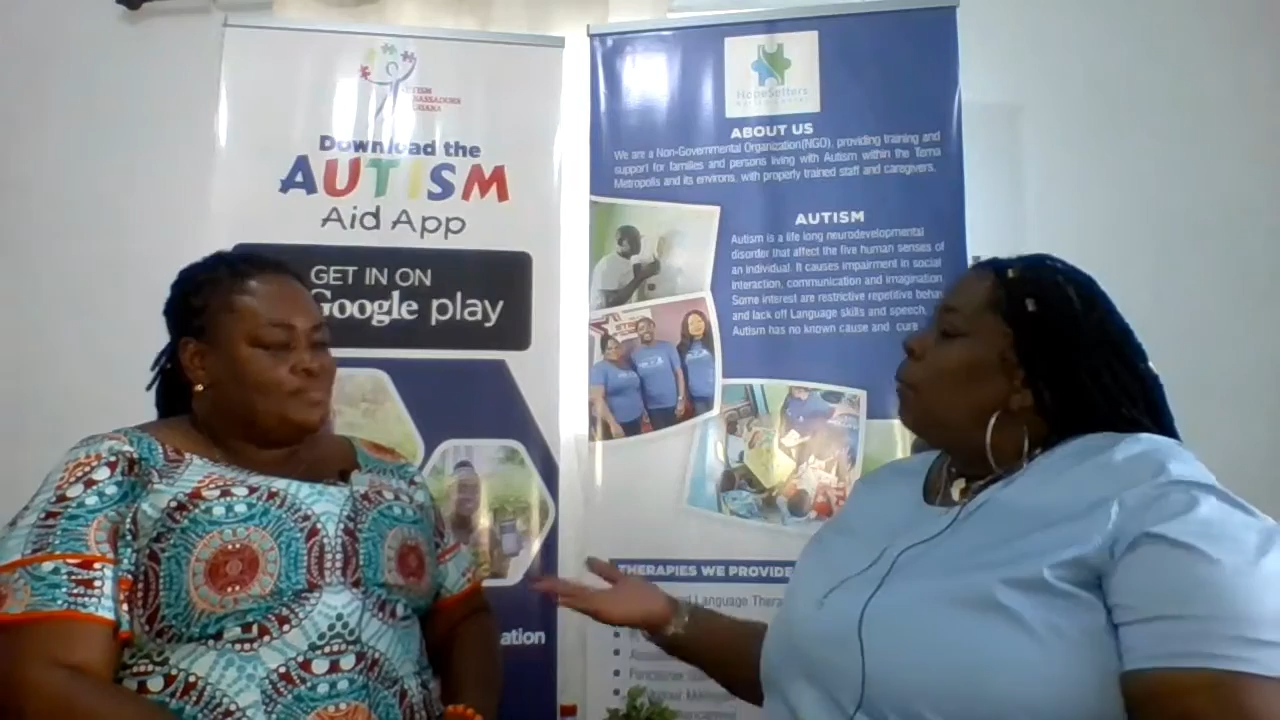 Download the
AUTISM
Aid App
GET IN ON
Google play
ation
HopeSetters
ABOUT US
We are a Non-Governmental Organization(NGO), providing training and
support for families and persons living with Autism within the Tema
Metropolis and its environs, with properly trained staff and caregivers.
AUTISM
Autism is a life long neurodevelopmental
disorder that affect the five human senses of
an individual. It causes impairment in social
interaction, communication and imagination
Some interest are restrictive repetitive beha
and lack off Language skills and speech,
Autism has no known cause and cure
THERAPIES WE PROVIDE
Language Thera